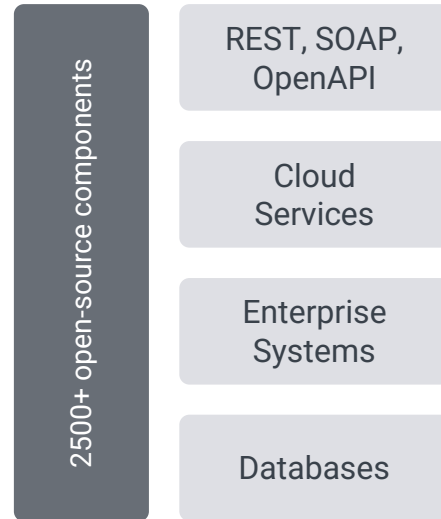 2500+ open-source components
REST, SOAP,
OpenAPI
Cloud
Services
Enterprise
Systems
Databases